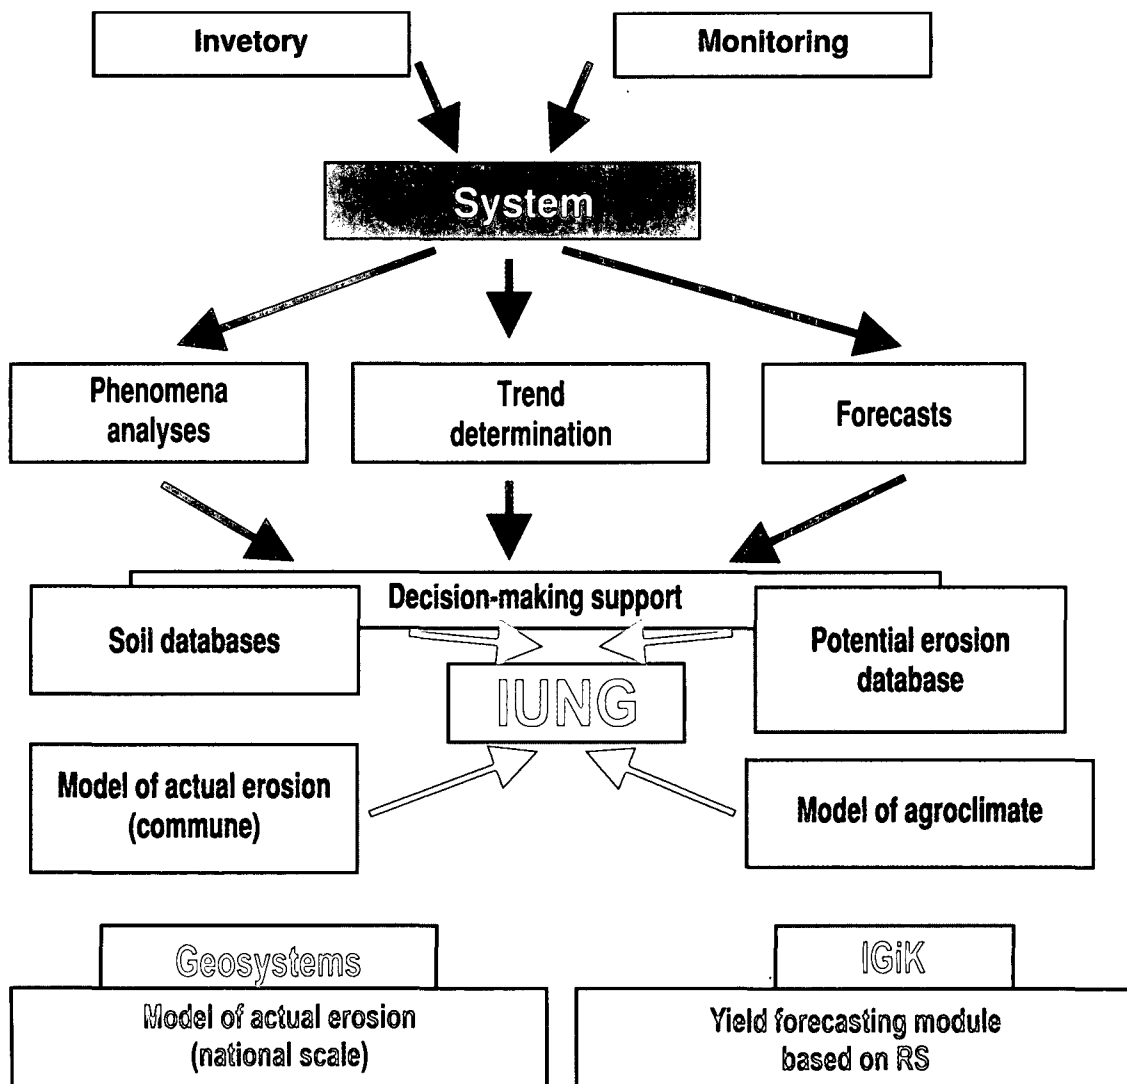 Invetory
Monitoring
System
Phenomena
analyses
Trend
determination
Forecasts
Decision-making support
Soil databases
Potential erosion
database
IUNG
Model of actual erosion
(commune)
Model of agroclimate
Geosystems
IGiK
Model of actual erosion
(national scale)
Yield forecasting module
based on RS